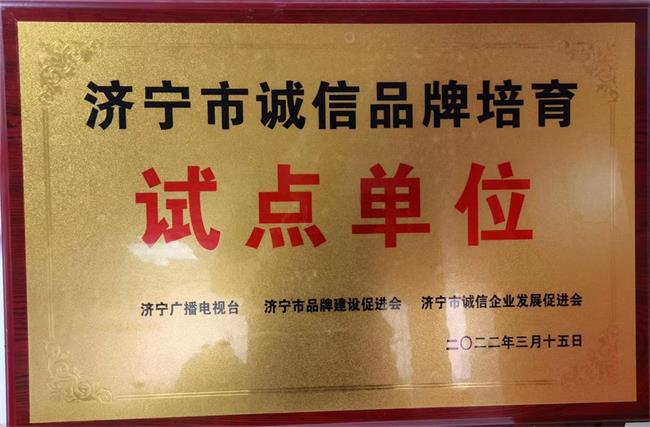 济宁市诚信品牌培育
试点单位
济宁广播电视台 济宁市品牌建设促进会 济宁市诚信企业发展促进会
二〇二二年三月十五日